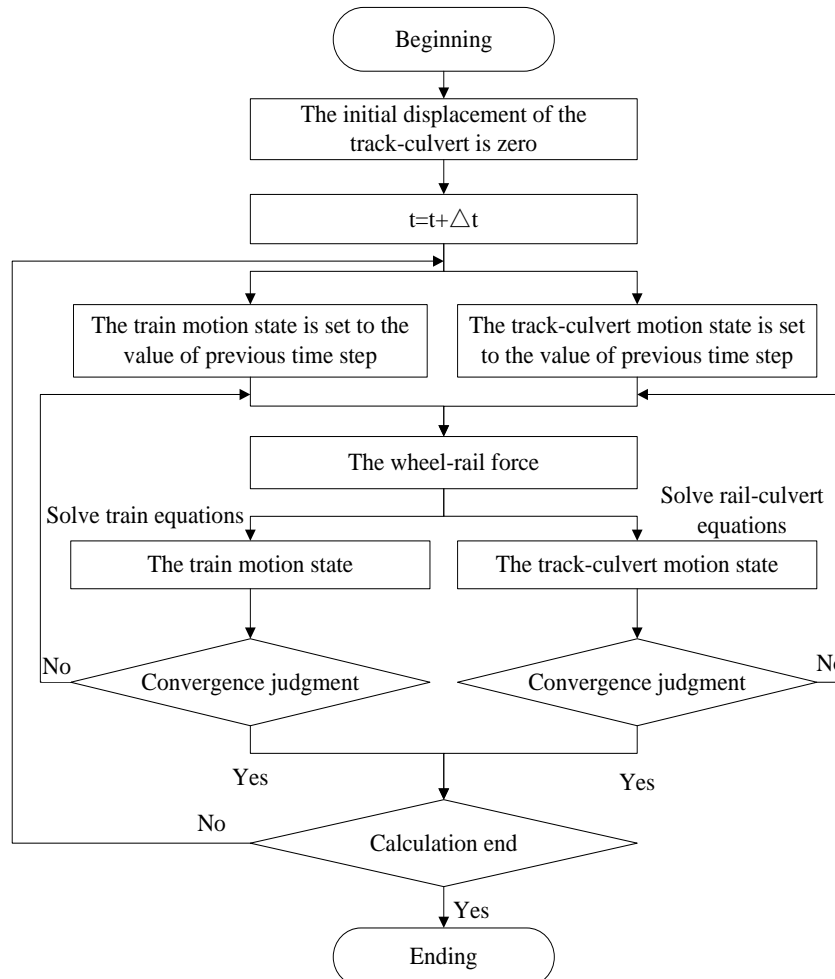 Beginning
The initial displacement of the
track-culvert is zero
t=t+△t
The train motion state is set to the
value of previous time step
The track-culvert motion state is set
to the value of previous time step
The wheel-rail force
Solve train equations
Solve rail-culvert
equations
The train motion state
The track-culvert motion state
No
Convergence judgment
Convergence judgment
No
Yes
Yes
No
Calculation end
Yes
Ending